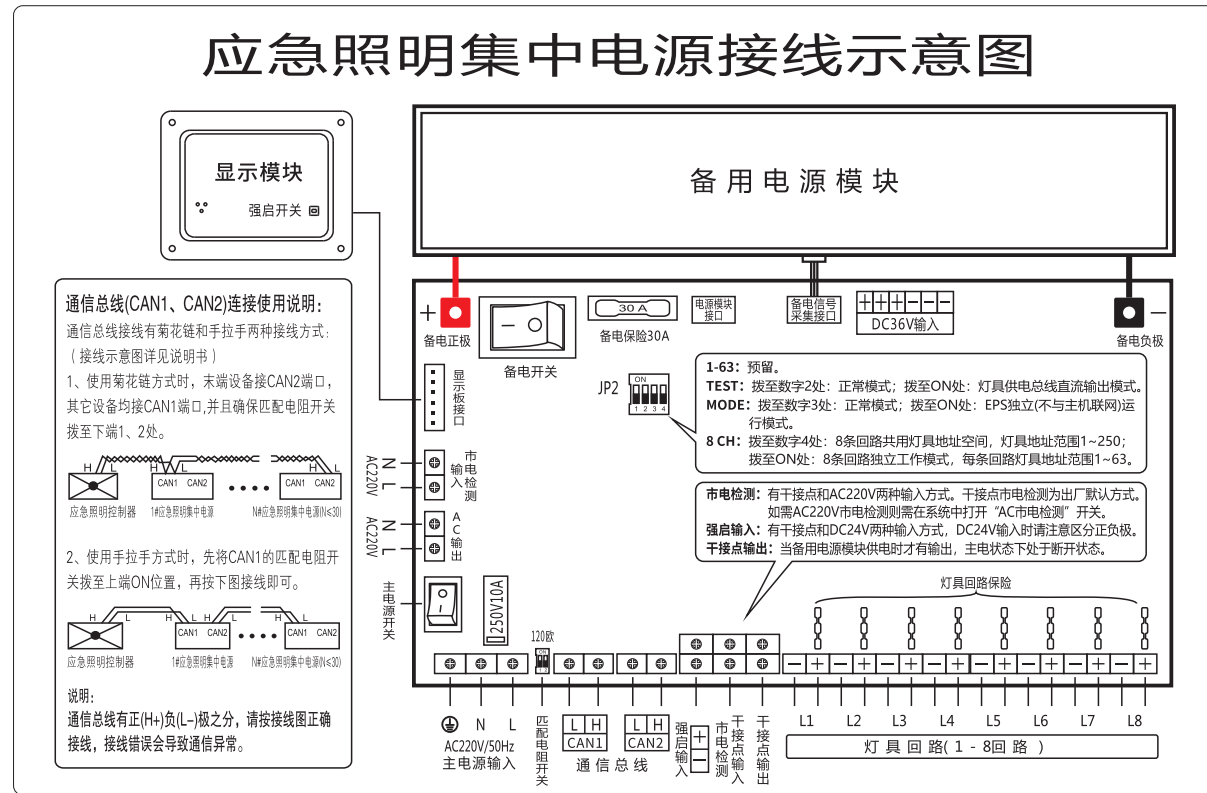 应急照明集中电源接线示意图
显示模块
强启开关
备用电源模块
通信总线(CAN1、CAN2)连接使用说明：
通信总线接线有菊花链和手拉手两种接线方式：
（接线示意图详见说明书）
1、使用菊花链方式时，末端设备接CAN2端口，
其它设备均接CAN1端口,并且确保匹配电阻开关
拨至下端1、2处。
H L H L H L
CAN1 CAN2 CAN1 CAN2
应急照明控制器 1#应急照明集中电源 N#应急照明集中电源(N≤30)
2、使用手拉手方式时，先将CAN1的匹配电阻开
关拨至上端ON位置，再按下图接线即可。
H L H L H L H L
CAN1 CAN2 CAN1 CAN2
应急照明控制器 1#应急照明集中电源 N#应急照明集中电源(N≤30)
说明：
通信总线有正(H+)负(L−)极之分，请按接线图正确
接线，接线错误会导致通信异常。
+
备电正极
备电开关
30 A
备电保险30A
电源模块
接口
备电信号
采集接口
+ + + − − −
DC36V输入
−
备电负极
显示板接口
JP2
ON
1 2 3 4
1-63：预留。
TEST：拨至数字2处：正常模式；拨至ON处：灯具供电总线直流输出模式。
MODE：拨至数字3处：正常模式；拨至ON处：EPS独立(不与主机联网)运
行模式。
8 CH：拨至数字4处：8条回路共用灯具地址空间，灯具地址范围1~250；
拨至ON处：8条回路独立工作模式，每条回路灯具地址范围1~63。
AC220V
N
L
市电检测
输入
AC220V
N
L
AC输出
市电检测：有干接点和AC220V两种输入方式。干接点市电检测为出厂默认方式。
如需AC220V市电检测则需在系统中打开“AC市电检测”开关。
强启输入：有干接点和DC24V两种输入方式，DC24V输入时请注意区分正负极。
干接点输出：当备用电源模块供电时才有输出，主电状态下处于断开状态。
主电源开关
250V10A
120欧
ON
1 2
灯具回路保险
− + − + − + − + − + − + − + − +
N L
AC220V/50Hz
主电源输入
匹配电阻开关
L H
CAN1
L H
CAN2
通信总线
强启输入
+
−
市电检测
干接点输入
干接点输出
L1 L2 L3 L4 L5 L6 L7 L8
灯具回路(1-8回路)